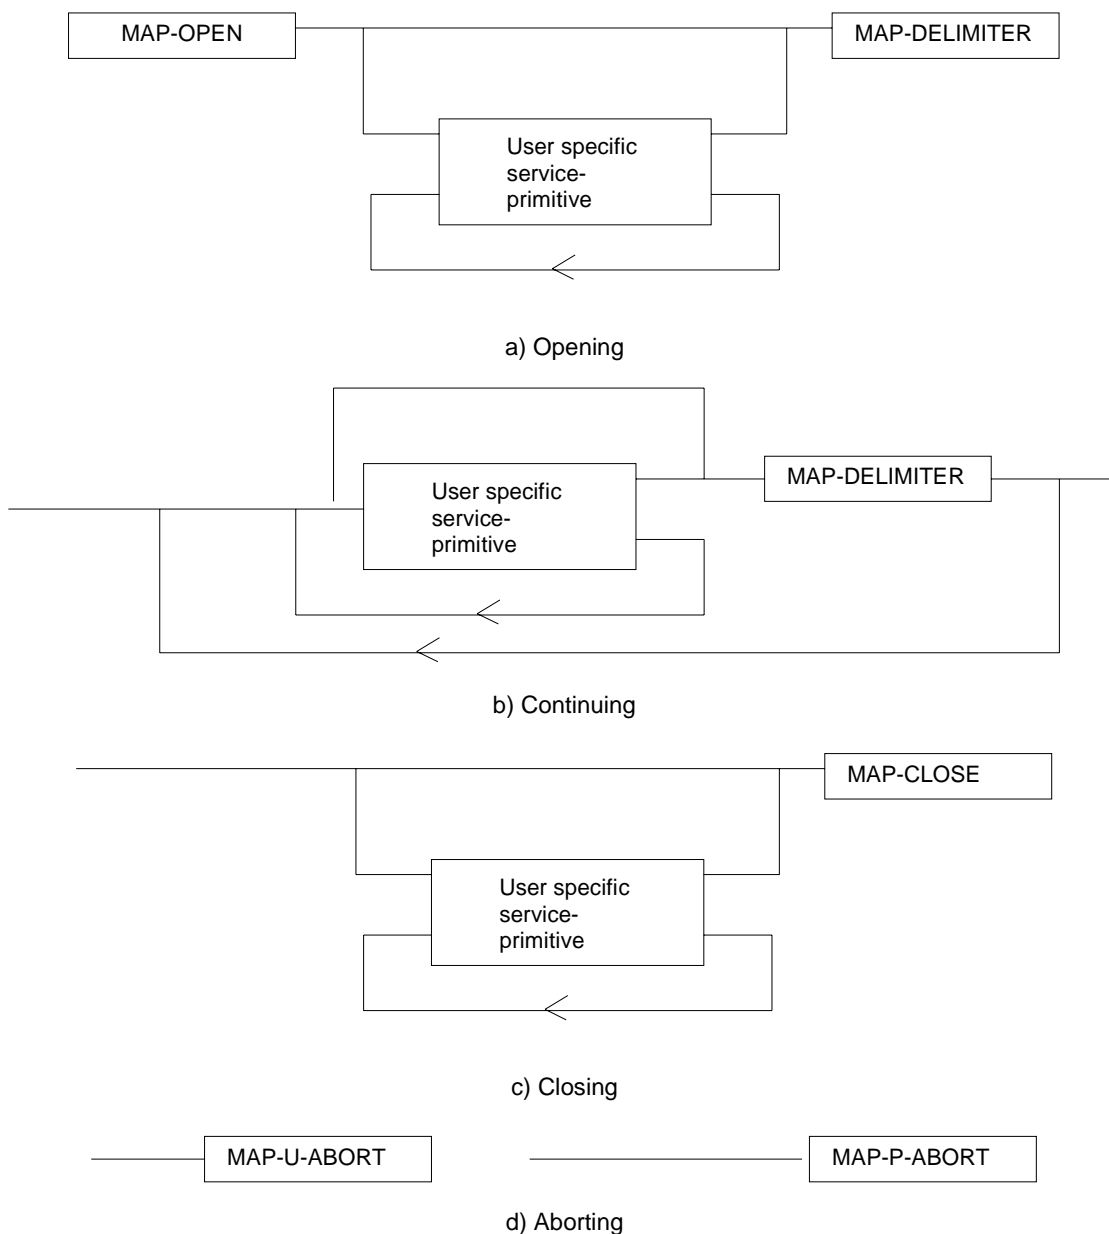 MAP-OPEN
MAP-DELIMITER
User specific
service-
primitive
a) Opening
User specific
service-
primitive
MAP-DELIMITER
b) Continuing
MAP-CLOSE
User specific
service-
primitive
c) Closing
MAP-U-ABORT
MAP-P-ABORT
d) Aborting